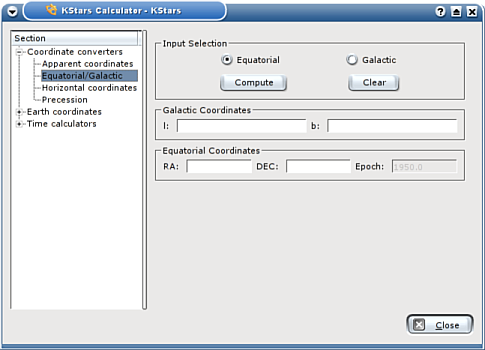 KStars Calculator - KStars
Section
Coordinate converters
Apparent coordinates
Equatorial/Galactic
Horizontal coordinates
Precession
Earth coordinates
Time calculators
Input Selection
Equatorial Galactic
Compute Clear
Galactic Coordinates
l: b:
Equatorial Coordinates
RA: DEC: Epoch: 1950.0
Close